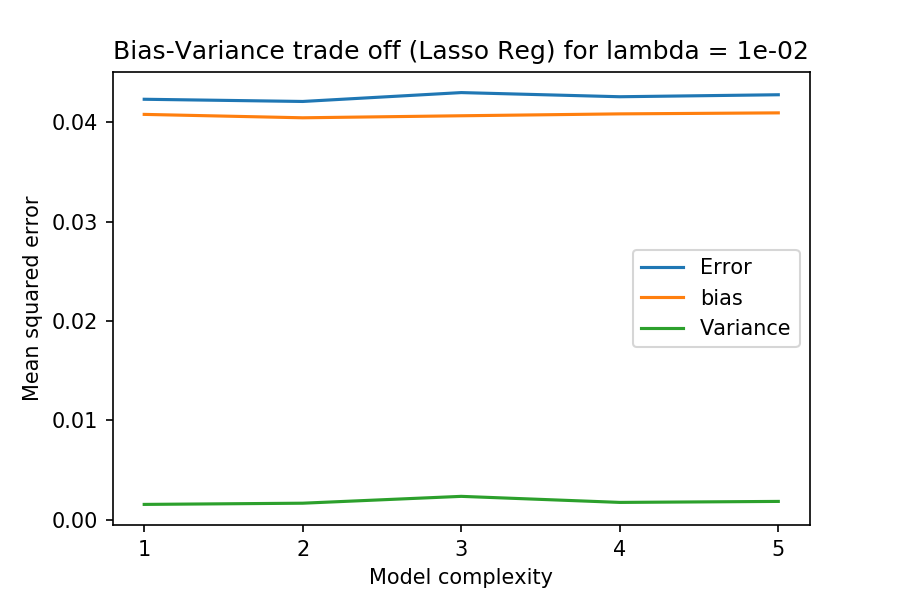 Bias-Variance trade off (Lasso Reg) for lambda = 1e-02
Mean squared error
0.04
0.03
0.02
0.01
0.00
Error
bias
Variance
1 2 3 4 5
Model complexity